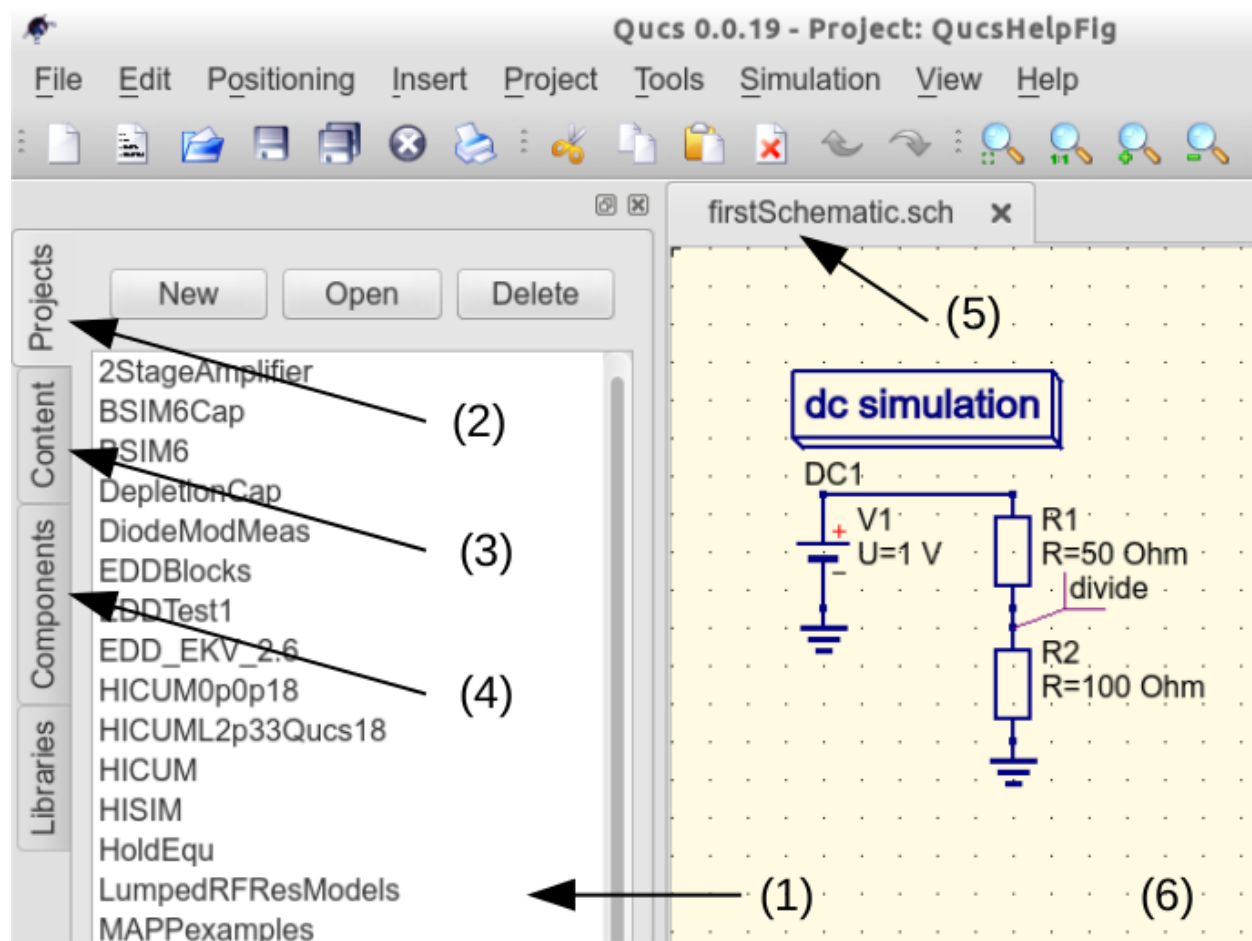 Qucs 0.0.19 - Project: QucsHelpFig
File Edit Positioning Insert Project Tools Simulation View Help
1:1
firstSchematic.sch
Projects
Content
Components
Libraries
New Open Delete
2StageAmplifier
BSIM6Cap
BSIM6
DepletionCap
DiodeModMeas
EDDBlocks
EDDTest1
EDD_EKV_2.6
HICUM0p0p18
HICUML2p33Qucs18
HICUM
HISIM
HoldEqu
LumpedRFResModels
MAPPexamples
(2)
(3)
(4)
(1)
(5)
dc simulation
DC1
V1
U=1 V
R1
R=50 Ohm
divide
R2
R=100 Ohm
(6)